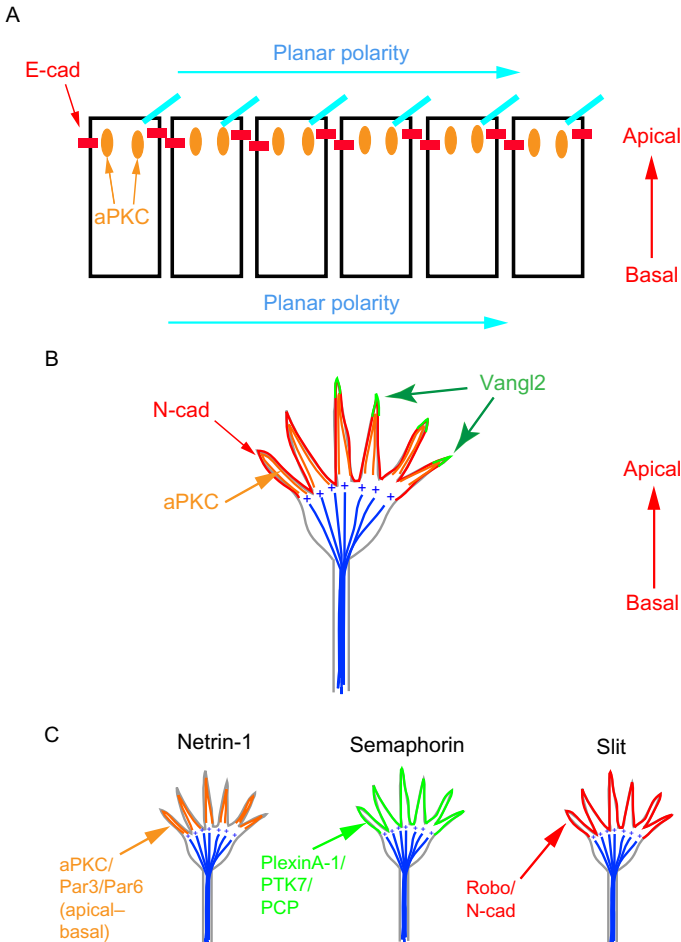 A
Planar polarity
E-cad
Apical
aPKC
Basal
Planar polarity
B
Vangl2
N-cad
Apical
aPKC
+ + + + + + +
Basal
C
Netrin-1
Semaphorin
Slit
aPKC/
Par3/Par6
(apical–
basal)
PlexinA-1/
PTK7/
PCP
Robo/
N-cad